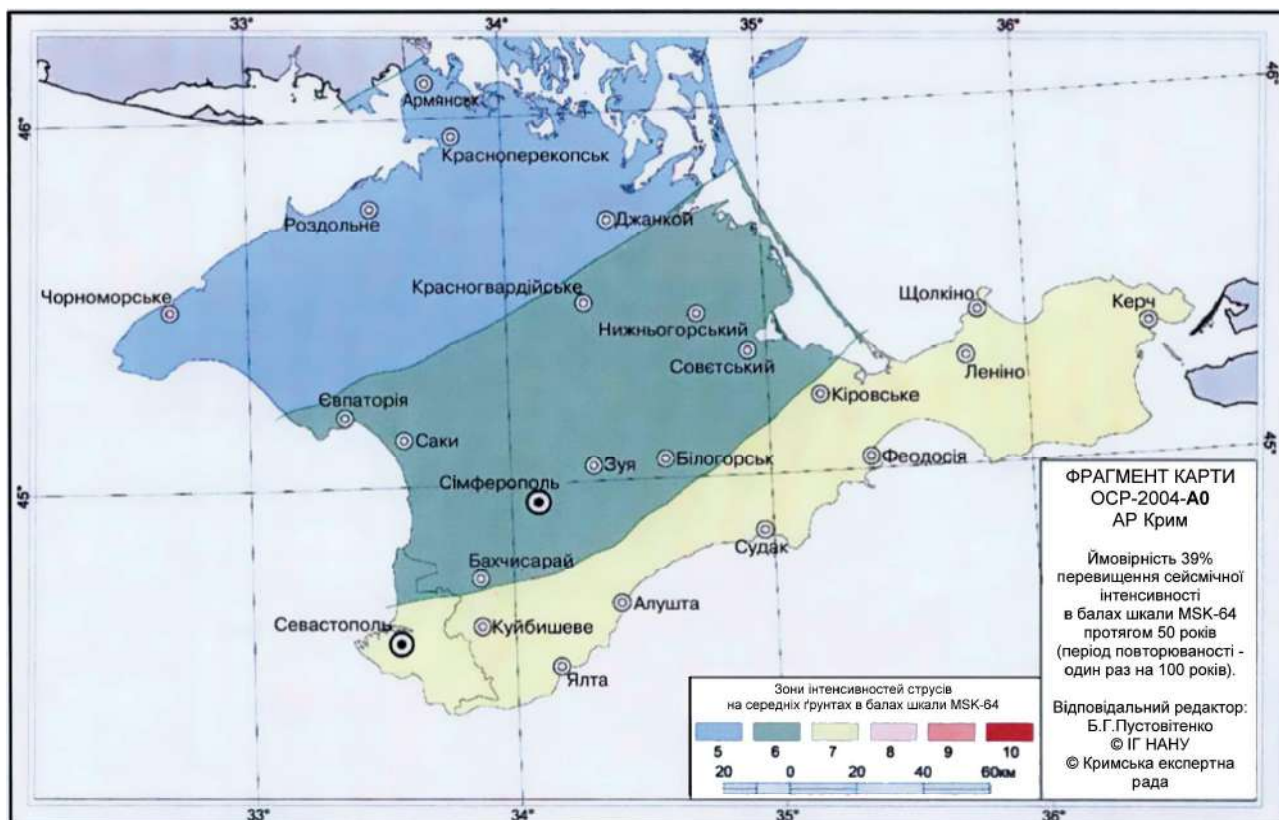 33°
34°
35°
36°
46°
46°
Армянськ
Красноперекопськ
Роздольне
Джанкой
Чорноморське
Красногвардійське
Щолкіно
Керч
Нижньогорський
Совєтський
Леніно
Євпаторія
Кіровське
Саки
Зуя
Білогорськ
Феодосія
45°
45°
Сімферополь
Судак
Бахчисарай
Алушта
Севастополь
Куйбишеве
Ялта
ФРАГМЕНТ КАРТИ
ОСР-2004-А0
АР Крим
Ймовірність 39%
перевищення сейсмічної
інтенсивності
в балах шкали MSK-64
протягом 50 років
(період повторюваності -
один раз на 100 років).
Відповідальний редактор:
Б.Г.Пустовітенко
© ІГ НАНУ
© Кримська експертна
рада
Зони інтенсивностей струсів
на середніх ґрунтах в балах шкали MSK-64
5 6 7 8 9 10
20 0 20 40 60км
33°
34°
35°
36°